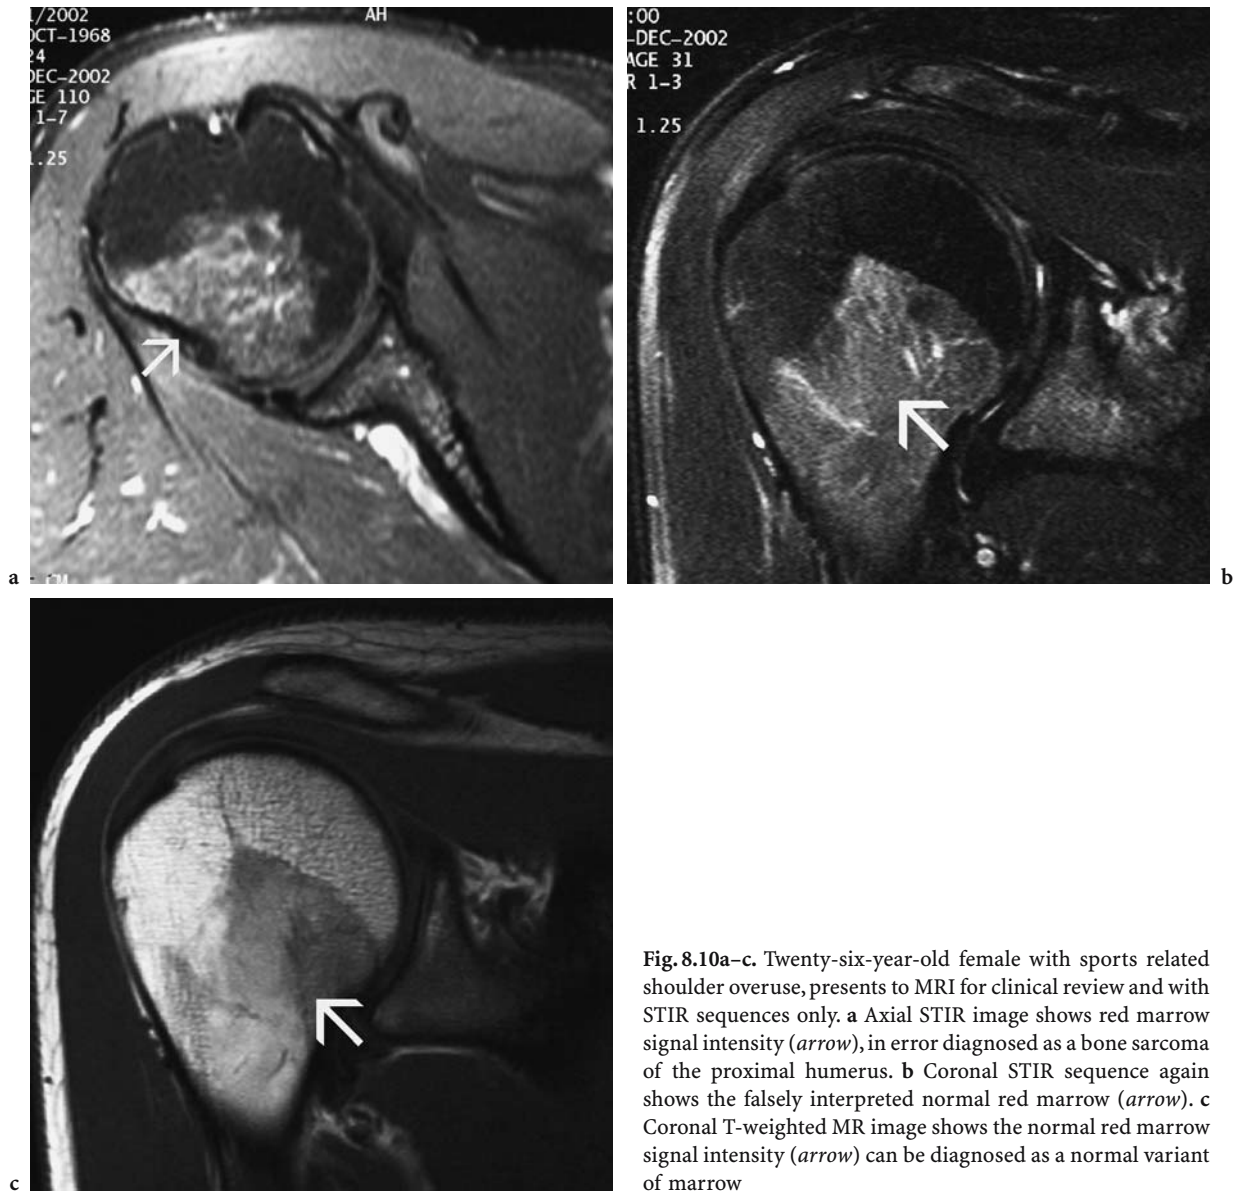 1/2002
OCT-1968
24
DEC-2002
GE 110
1-7
1.25
AH
a
:00
-DEC-2002
AGE 31
R 1-3
1.25
b
c
Fig. 8.10a–c. Twenty-six-year-old female with sports related
shoulder overuse, presents to MRI for clinical review and with
STIR sequences only. a Axial STIR image shows red marrow
signal intensity (arrow), in error diagnosed as a bone sarcoma
of the proximal humerus. b Coronal STIR sequence again
shows the falsely interpreted normal red marrow (arrow). c
Coronal T-weighted MR image shows the normal red marrow
signal intensity (arrow) can be diagnosed as a normal variant
of marrow